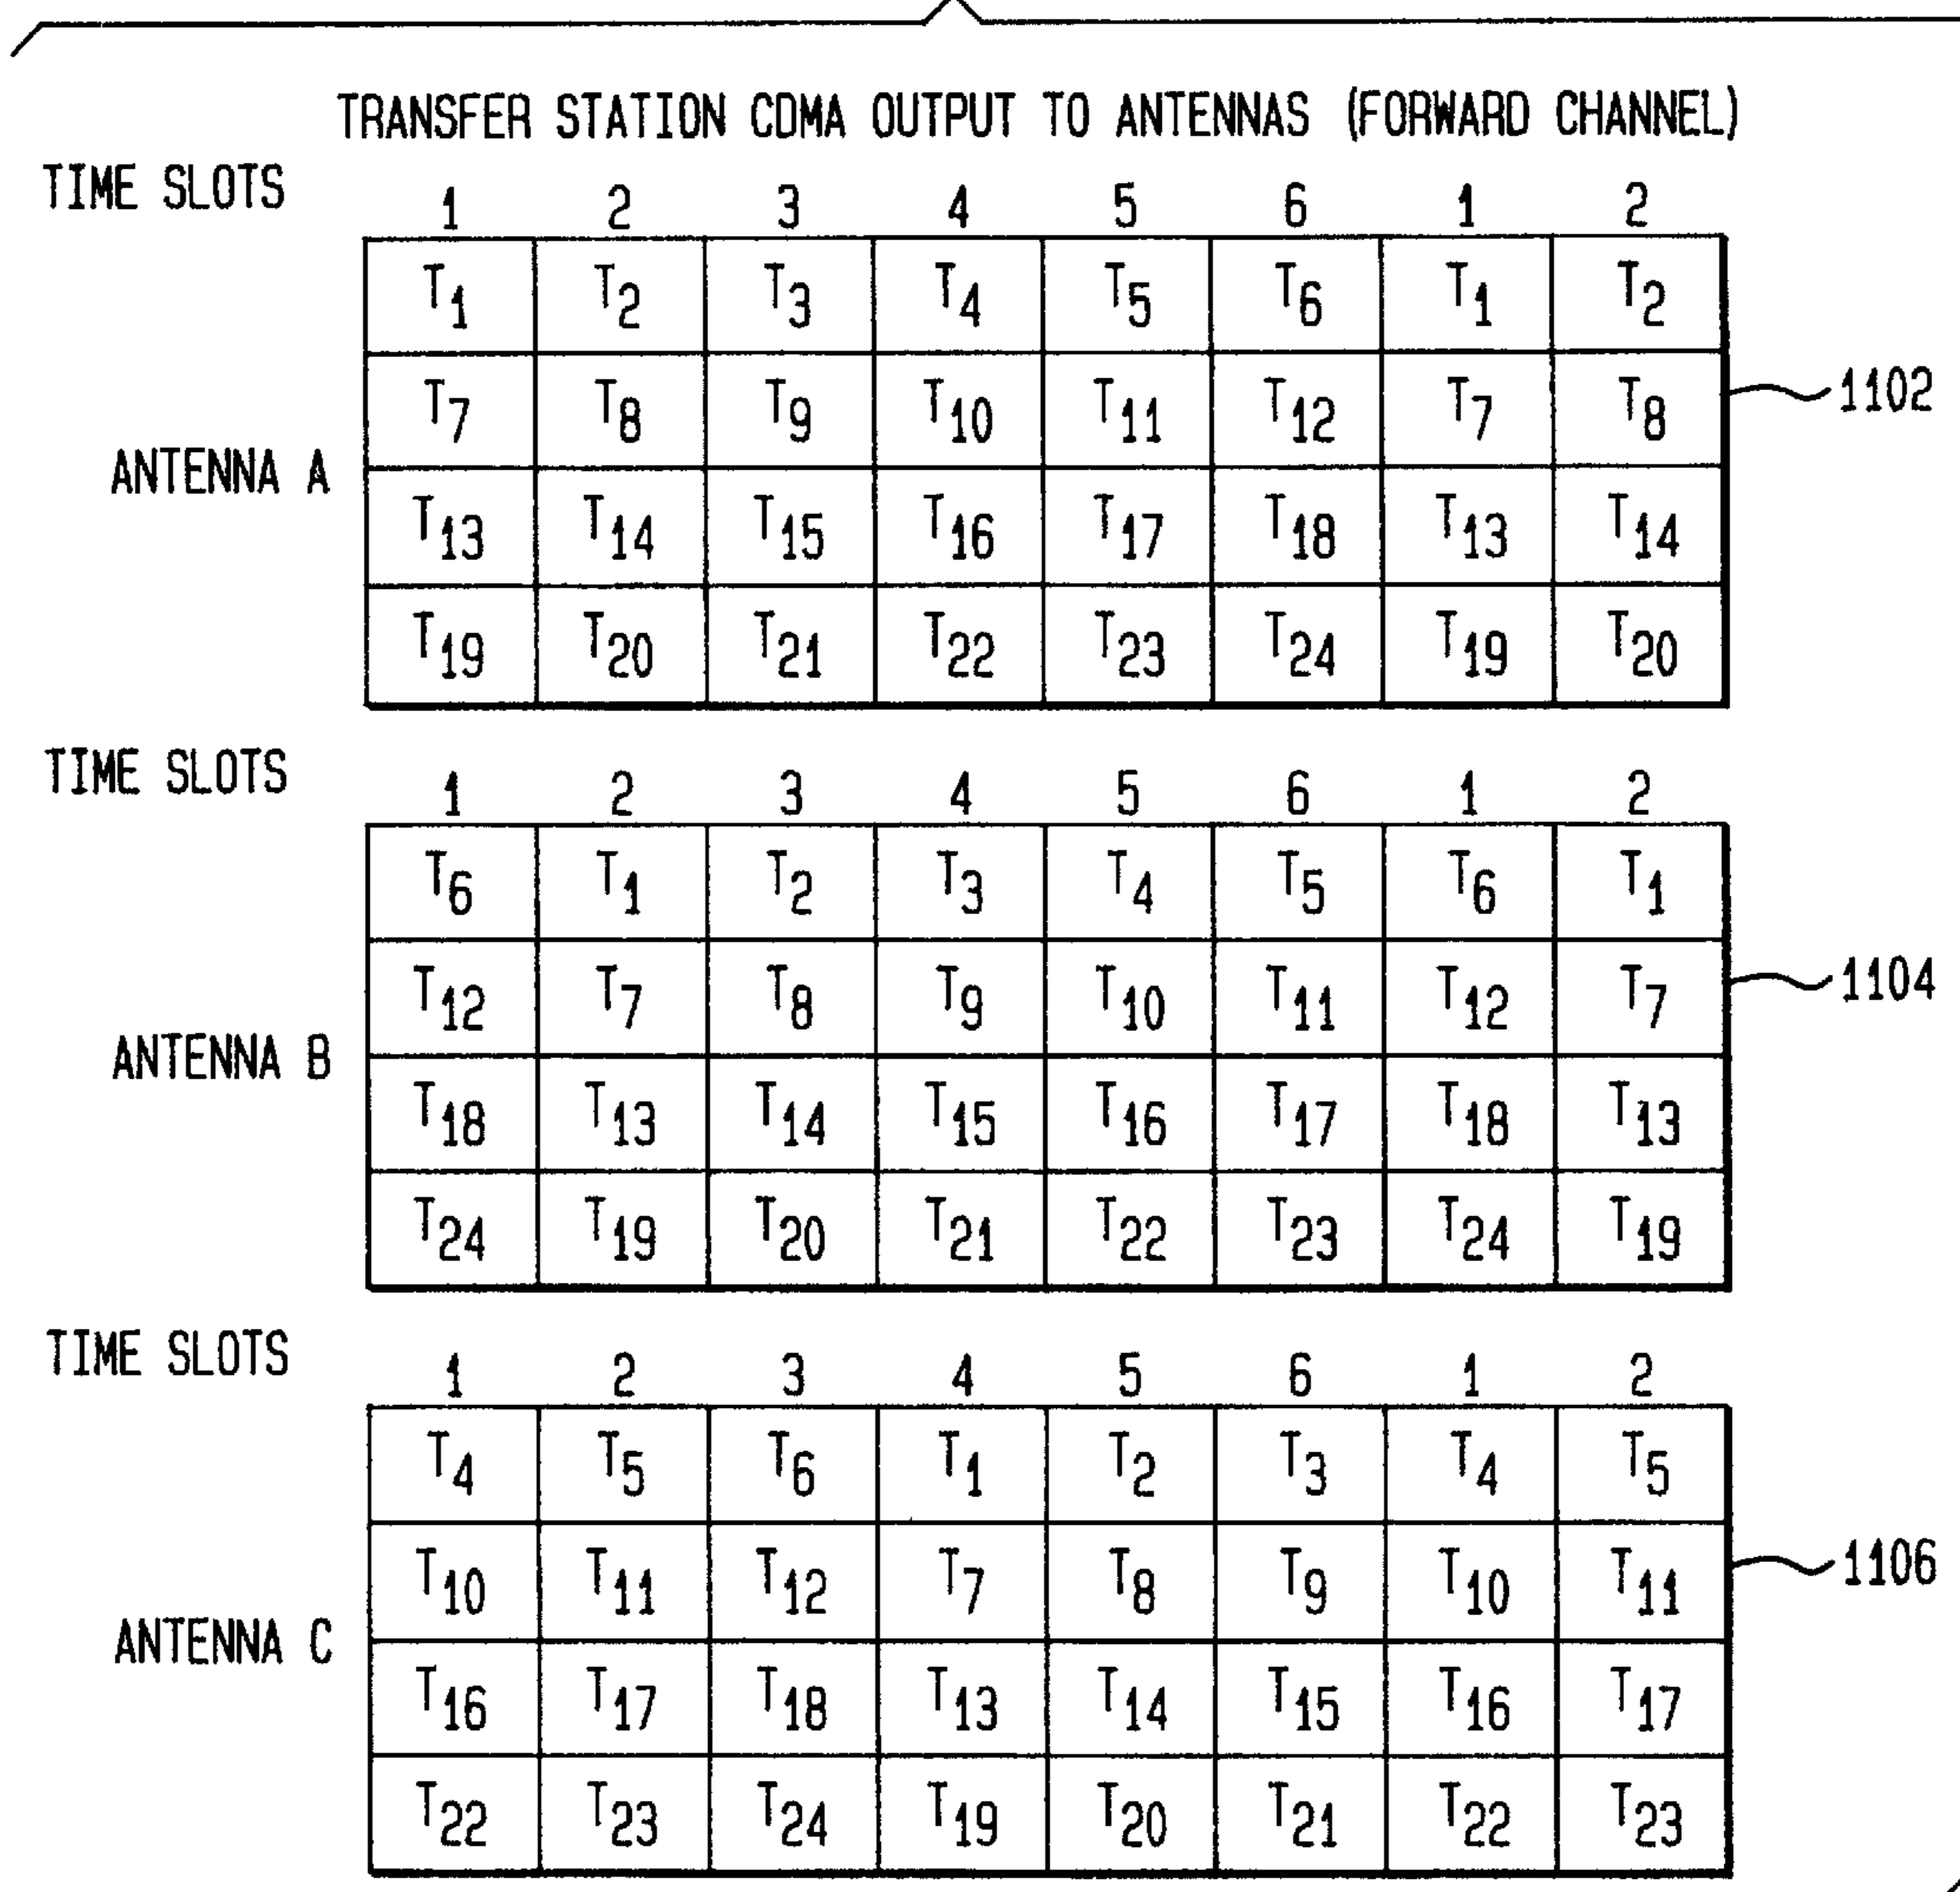 TRANSFER STATION CDMA OUTPUT TO ANTENNAS (FORWARD CHANNEL)
TIME SLOTS 1 2 3 4 5 6 1 2
T1 T2 T3 T4 T5 T6 T1 T2
T7 T8 T9 T10 T11 T12 T7 T8 1102
ANTENNA A
T13 T14 T15 T16 T17 T18 T13 T14
T19 T20 T21 T22 T23 T24 T19 T20
TIME SLOTS 1 2 3 4 5 6 1 2
T6 T1 T2 T3 T4 T5 T6 T1
T12 T7 T8 T9 T10 T11 T12 T7 1104
ANTENNA B
T18 T13 T14 T15 T16 T17 T18 T13
T24 T19 T20 T21 T22 T23 T24 T19
TIME SLOTS 1 2 3 4 5 6 1 2
T4 T5 T6 T1 T2 T3 T4 T5
T10 T11 T12 T7 T8 T9 T10 T11 1106
ANTENNA C
T16 T17 T18 T13 T14 T15 T16 T17
T22 T23 T24 T19 T20 T21 T22 T23